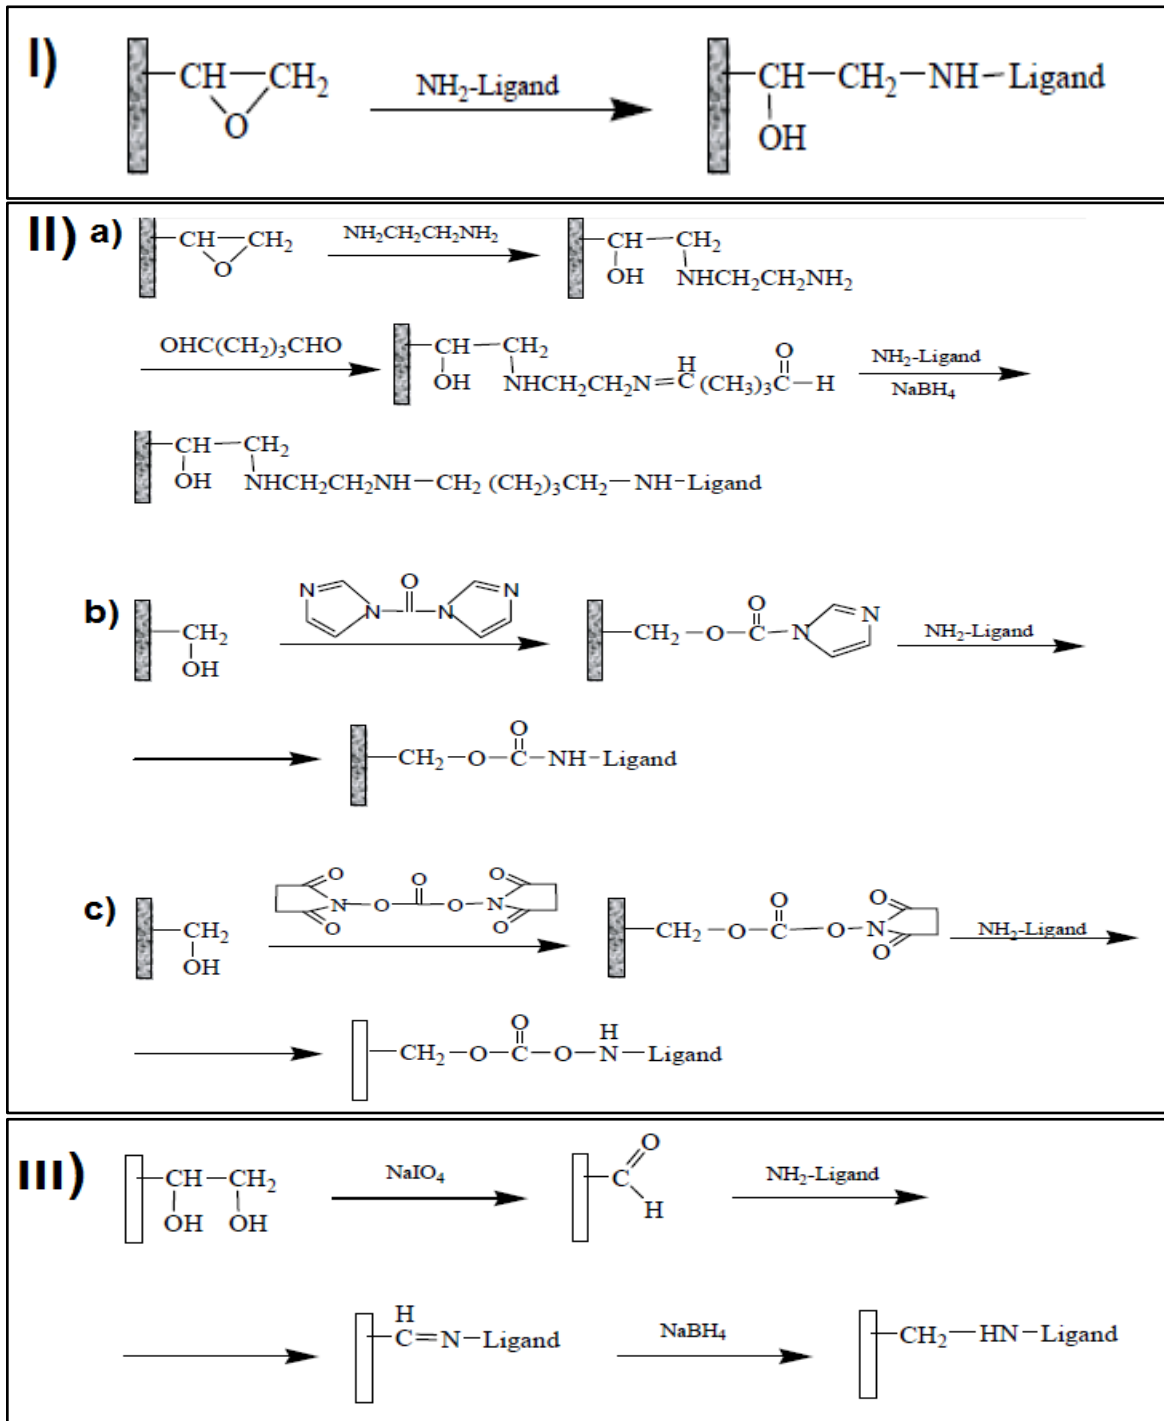 I)
CH—CH₂
O
NH₂-Ligand
CH—CH₂—NH—Ligand
OH
II) a)
CH—CH₂
O
NH₂CH₂CH₂NH₂
CH—CH₂
OH NHCH₂CH₂NH₂
OHC(CH₂)₃CHO
CH—CH₂
OH NHCH₂CH₂N=C(CH₃)₃C—H
H O
NH₂-Ligand
NaBH₄
CH—CH₂
OH NHCH₂CH₂NH—CH₂(CH₂)₃CH₂—NH-Ligand
b)
CH₂
OH
N O N
N N
O
CH₂—O—C—N N
NH₂-Ligand
O
CH₂—O—C—NH-Ligand
c)
CH₂
OH
O O O
N—O O—N
O O
O O
CH₂—O—C O—N
O
NH₂-Ligand
O H
CH₂—O—C—O—N—Ligand
III)
CH—CH₂
OH OH
NaIO₄
O
C
H
NH₂-Ligand
H
C=N—Ligand
NaBH₄
CH₂—HN—Ligand